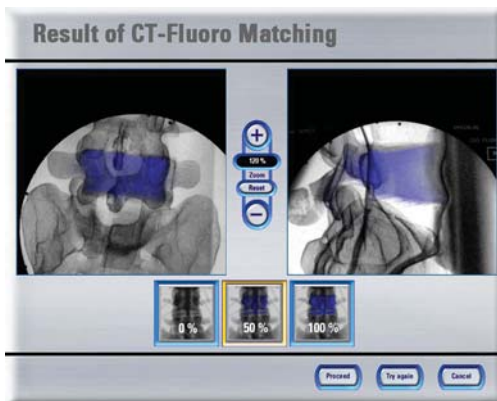 Result of CT-Fluoro Matching
120 %
Zoom
Reset
0 %
50 %
100 %
Proceed
Try again
Cancel